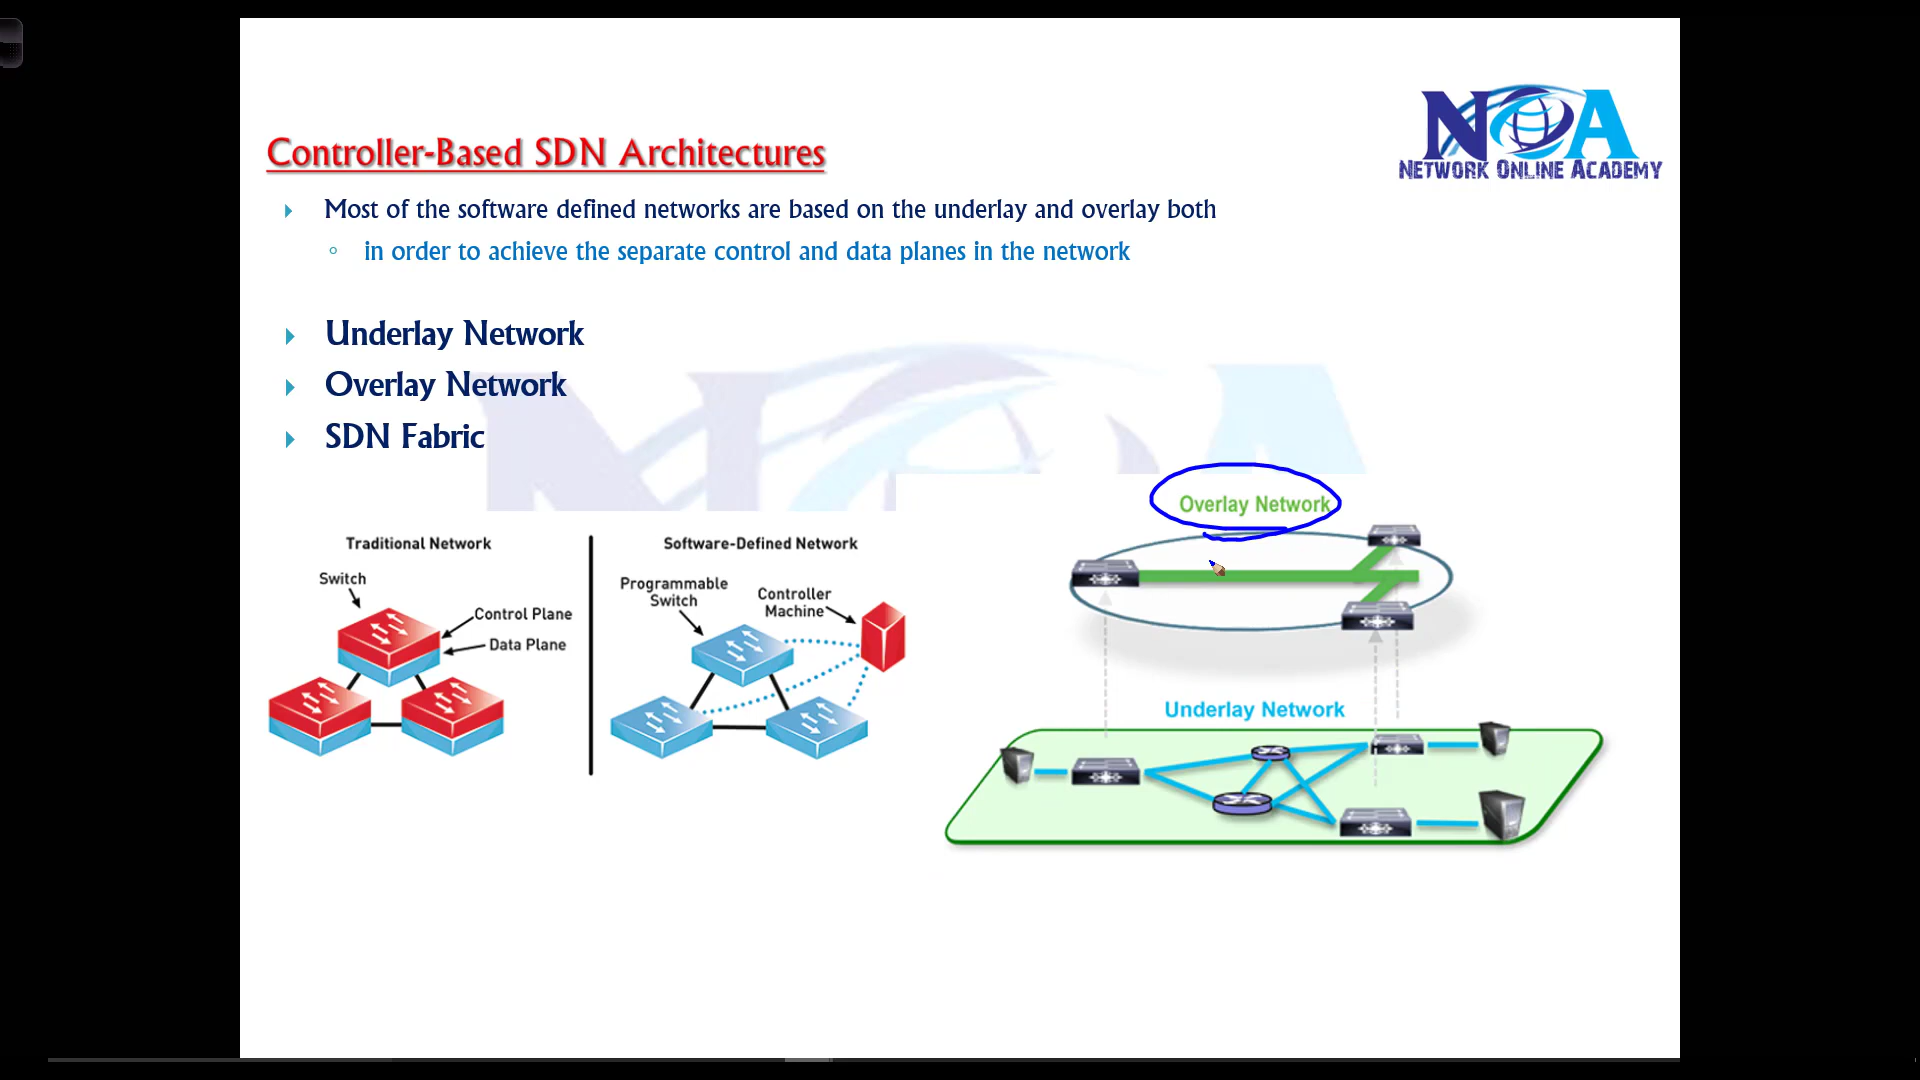 NOA
NETWORK ONLINE ACADEMY
Controller-Based SDN Architectures
Most of the software defined networks are based on the underlay and overlay both
in order to achieve the separate control and data planes in the network
Underlay Network
Overlay Network
SDN Fabric
Traditional Network
Switch
Control Plane
Data Plane
Software-Defined Network
Programmable
Switch
Controller
Machine
Overlay Network
Underlay Network